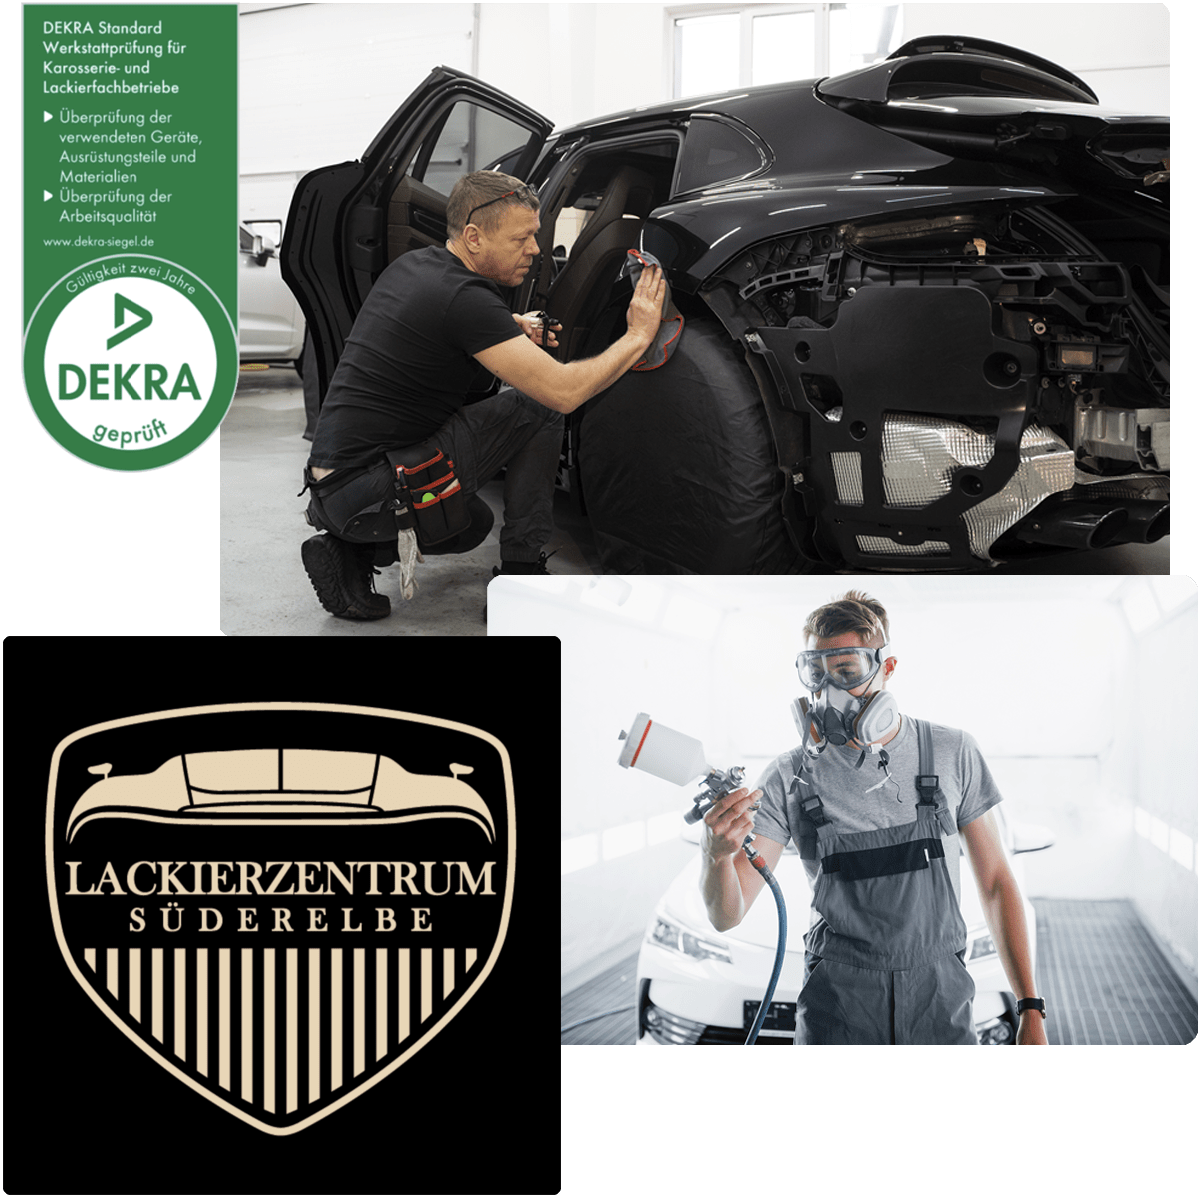 DEKRA Standard
Werkstattprüfung für
Karosserie- und
Lackierfachbetriebe
Überprüfung der
verwendeten Geräte,
Ausrüstungsteile und
Materialien
Überprüfung der
Arbeitsqualität
www.dekra-siegel.de
Gültigkeit zwei Jahre
DEKRA
geprüft
LACKIERZENTRUM
SÜDERELBE